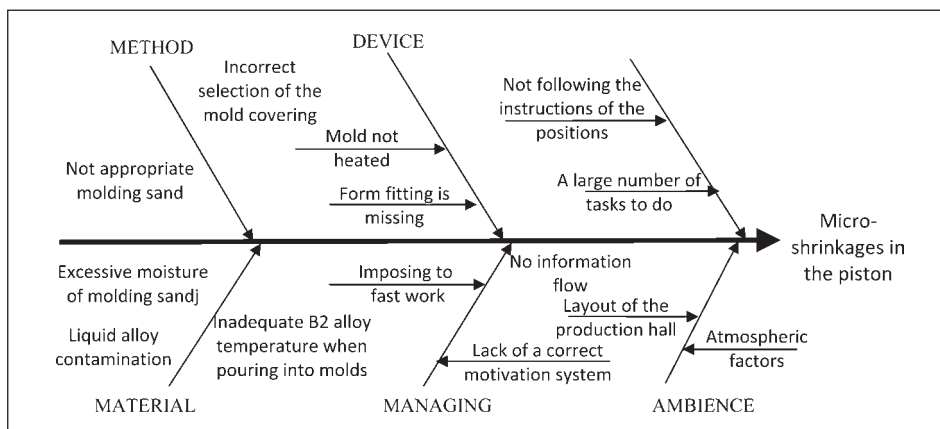 METHOD
DEVICE
Incorrect
selection of the
mold covering
Not following the
instructions of the
positions
Mold not
heated
Not appropriate
molding sand
Form fitting is
missing
A large number of
tasks to do
Micro-
shrinkages in
the piston
Excessive moisture
of molding sandj
Imposing to
fast work
No information
flow
Liquid alloy
contamination
Inadequate B2 alloy
temperature when
pouring into molds
Layout of the
production hall
Lack of a correct
motivation system
Atmospheric
factors
MATERIAL
MANAGING
AMBIENCE